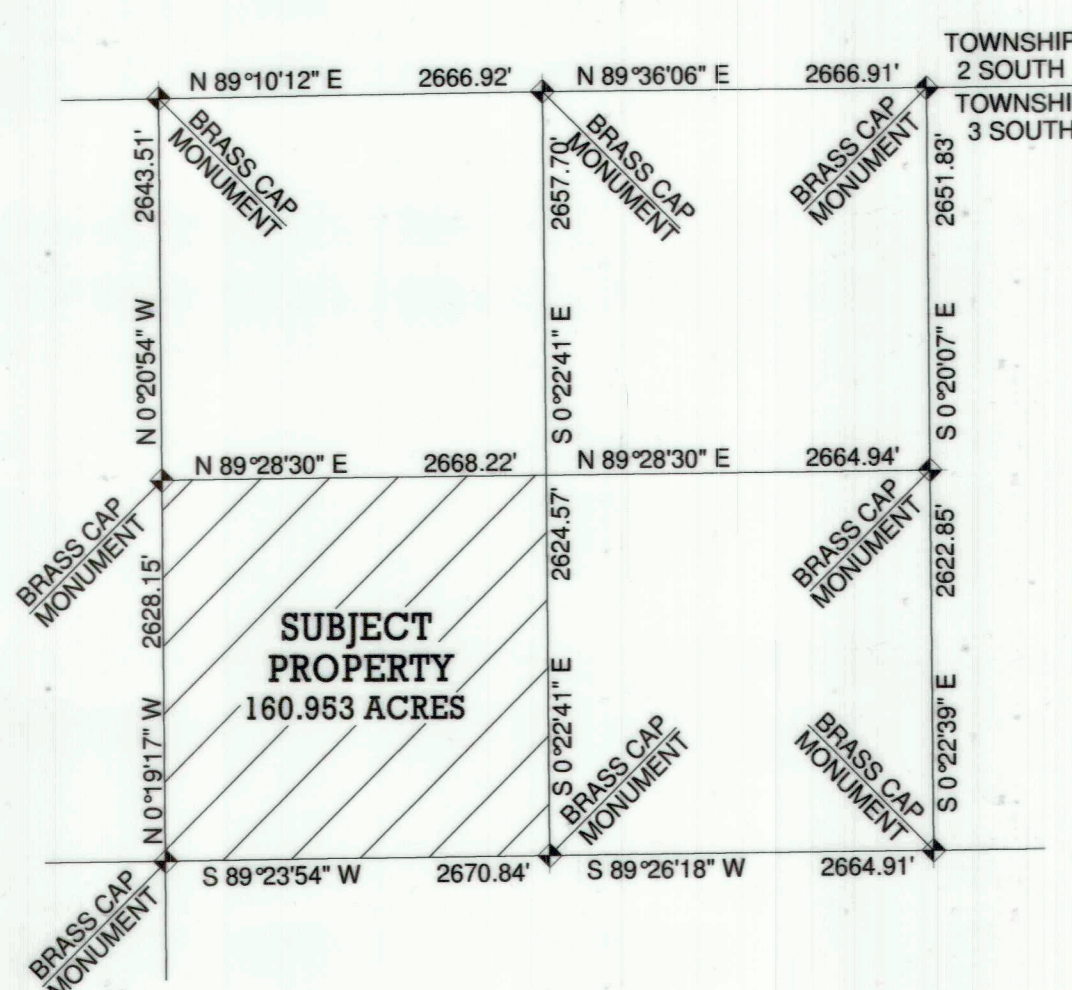 TOWNSHIP
2 SOUTH
TOWNSHI
3 SOUTH
N 89°10'12" E 2666.92'
N 89°36'06" E 2666.91'
BRASS CAP
MONUMENT
BRASS CAP
MONUMENT
BRASS CAP
MONUMENT
2643.51'
N 0°20'54" W
2657.70'
S 0°22'41" E
2651.83'
S 0°20'07" E
N 89°28'30" E 2668.22'
N 89°28'30" E 2664.94'
BRASS CAP
MONUMENT
BRASS CAP
MONUMENT
2628.15'
N 0°19'17" W
2624.57'
S 0°22'41" E
2622.85'
S 0°22'39" E
SUBJECT
PROPERTY
160.953 ACRES
BRASS CAP
MONUMENT
BRASS CAP
MONUMENT
S 89°23'54" W 2670.84'
S 89°26'18" W 2664.91'
BRASS CAP
MONUMENT